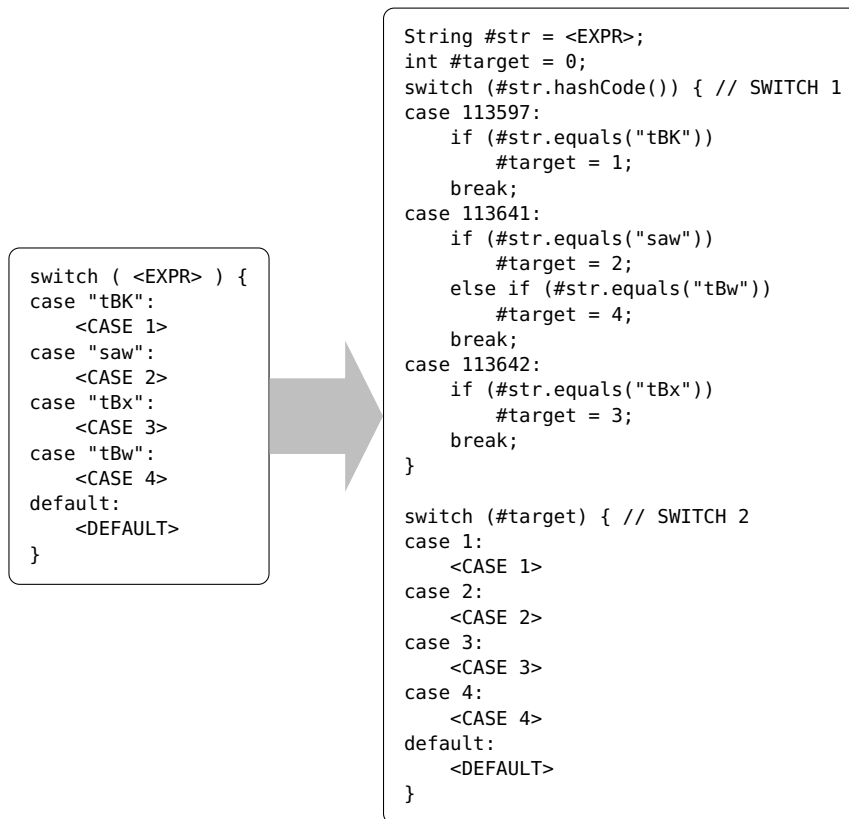 switch ( <EXPR> ) {
case "tBK":
    <CASE 1>
case "saw":
    <CASE 2>
case "tBx":
    <CASE 3>
case "tBw":
    <CASE 4>
default:
    <DEFAULT>
}
String #str = <EXPR>;
int #target = 0;
switch (#str.hashCode()) { // SWITCH 1
case 113597:
    if (#str.equals("tBK"))
        #target = 1;
    break;
case 113641:
    if (#str.equals("saw"))
        #target = 2;
    else if (#str.equals("tBw"))
        #target = 4;
    break;
case 113642:
    if (#str.equals("tBx"))
        #target = 3;
    break;
}
switch (#target) { // SWITCH 2
case 1:
    <CASE 1>
case 2:
    <CASE 2>
case 3:
    <CASE 3>
case 4:
    <CASE 4>
default:
    <DEFAULT>
}